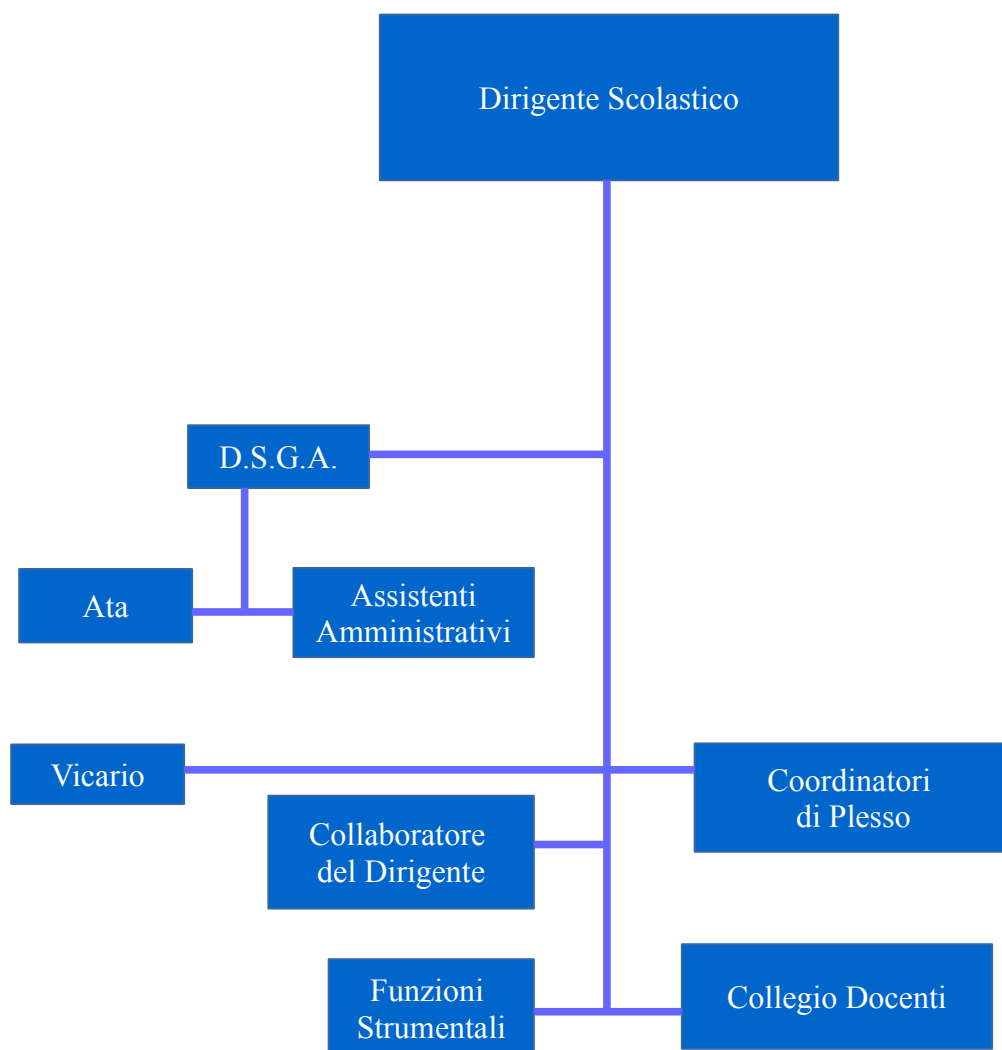 Dirigente Scolastico
D.S.G.A.
Ata
Assistenti
Amministrativi
Vicario
Coordinatori
di Plesso
Collaboratore
del Dirigente
Funzioni
Strumentali
Collegio Docenti